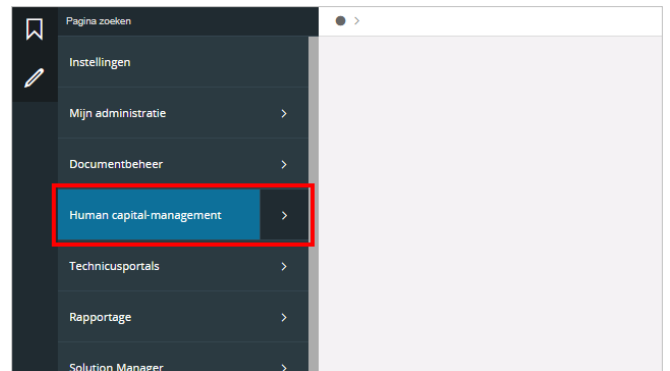 Pagina zoeken
Instellingen
Mijn administratie
Documentbeheer
Human capital-management
Technicusportals
Rapportage
Solution Manager